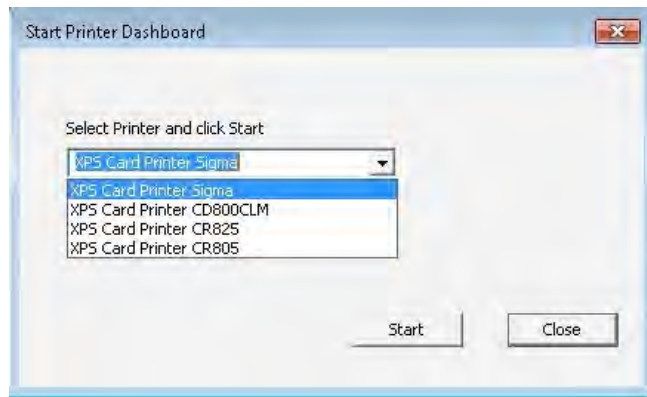 Start Printer Dashboard
Select Printer and click Start
XPS Card Printer Sigma
XPS Card Printer Sigma
XPS Card Printer CD800CLM
XPS Card Printer CR825
XPS Card Printer CR805
Start Close